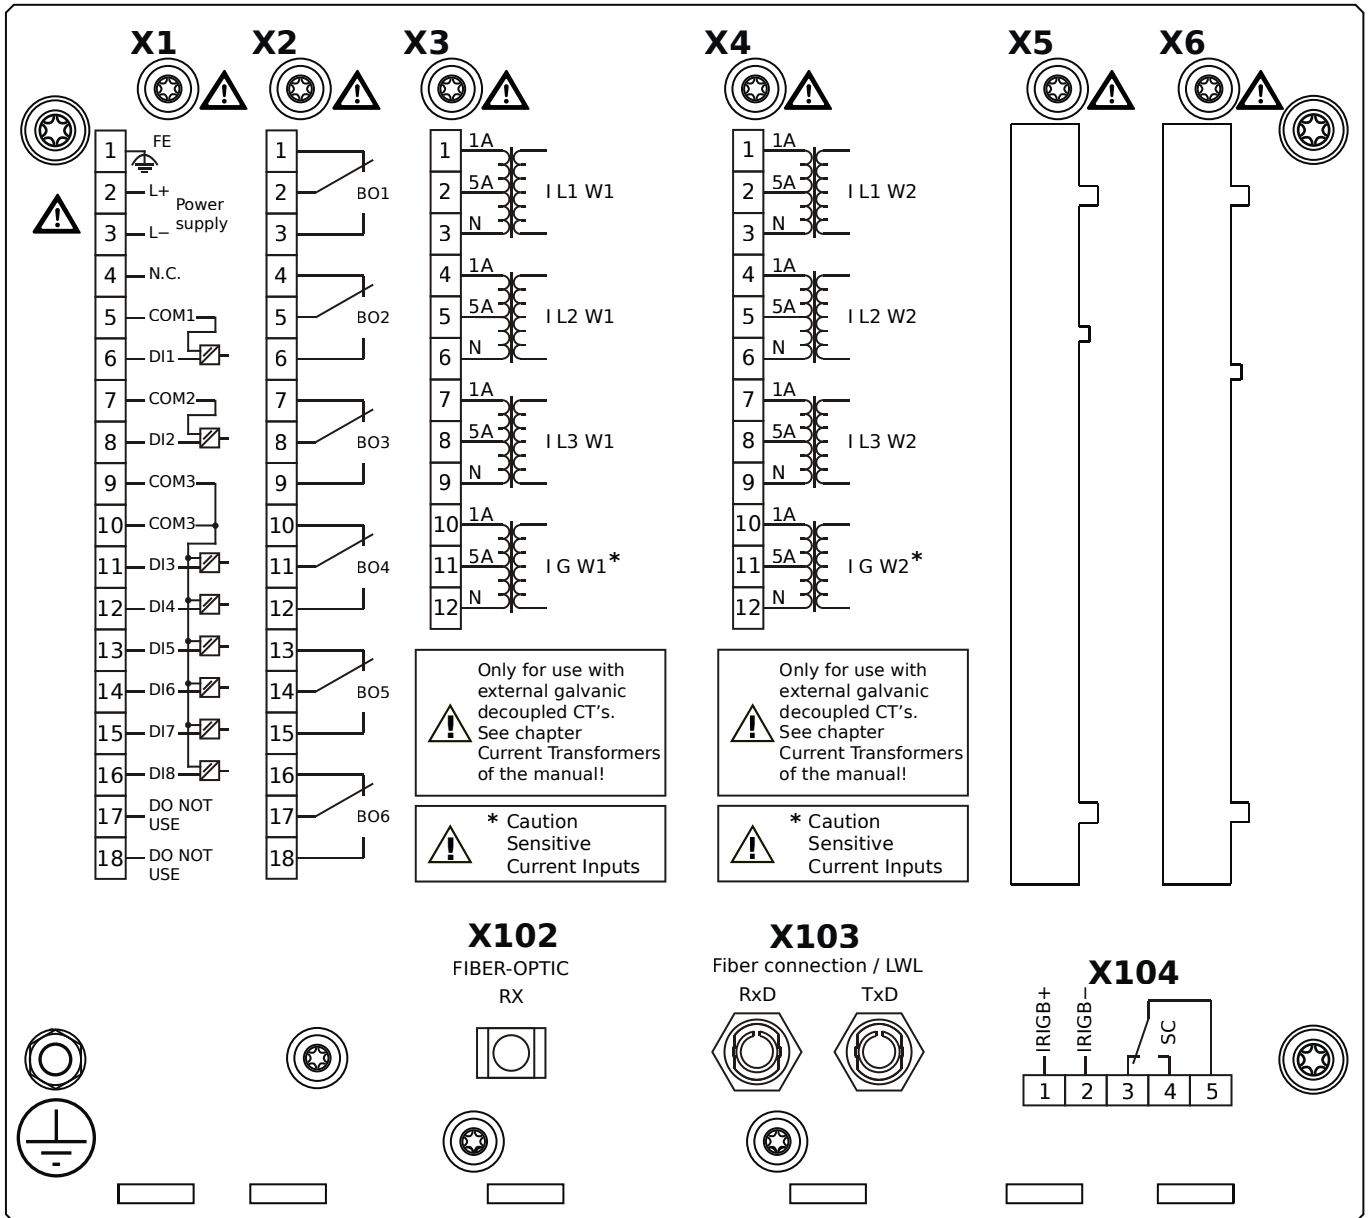 X1
X2
X3
X4
X5
X6
1 FE
2 L+
Power
supply
3 L−
4 N.C.
5 COM1
6 DI1
7 COM2
8 DI2
9 COM3
10 COM3
11 DI3
12 DI4
13 DI5
14 DI6
15 DI7
16 DI8
17 DO NOT
USE
18 DO NOT
USE
1
2 BO1
3
4
5 BO2
6
7
8 BO3
9
10
11 BO4
12
13
14 BO5
15
16
17 BO6
18
1 1A
2 5A I L1 W1
3 N
4 1A
5 5A I L2 W1
6 N
7 1A
8 5A I L3 W1
9 N
10 1A
11 5A I G W1*
12 N
Only for use with
external galvanic
decoupled CT's.
See chapter
Current Transformers
of the manual!
* Caution
Sensitive
Current Inputs
1 1A
2 5A I L1 W2
3 N
4 1A
5 5A I L2 W2
6 N
7 1A
8 5A I L3 W2
9 N
10 1A
11 5A I G W2*
12 N
Only for use with
external galvanic
decoupled CT's.
See chapter
Current Transformers
of the manual!
* Caution
Sensitive
Current Inputs
X102
FIBER-OPTIC
RX
X103
Fiber connection / LWL
RxD TxD
X104
IRIGB+
IRIGB−
SC
1 2 3 4 5